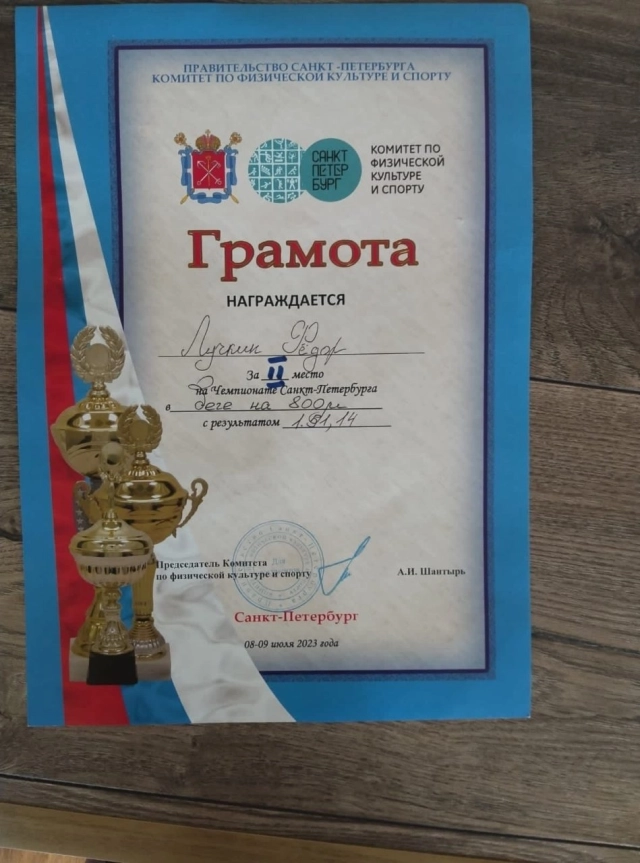 ПРАВИТЕЛЬСТВО САНКТ -ПЕТЕРБУРГА
КОМИТЕТ ПО ФИЗИЧЕСКОЙ КУЛЬТУРЕ И СПОРТУ
САНКТ
ПЕТЕР
БУРГ
КОМИТЕТ ПО
ФИЗИЧЕСКОЙ
КУЛЬТУРЕ
И СПОРТУ
Грамота
НАГРАЖДАЕТСЯ
Лучкин Фёдор
За II место
на Чемпионате Санкт-Петербурга
в беге на 800м
с результатом 1.51,14
Председатель Комитета
по физической культуре и спорту
А.И. Шантырь
Санкт-Петербург
08-09 июля 2023 года